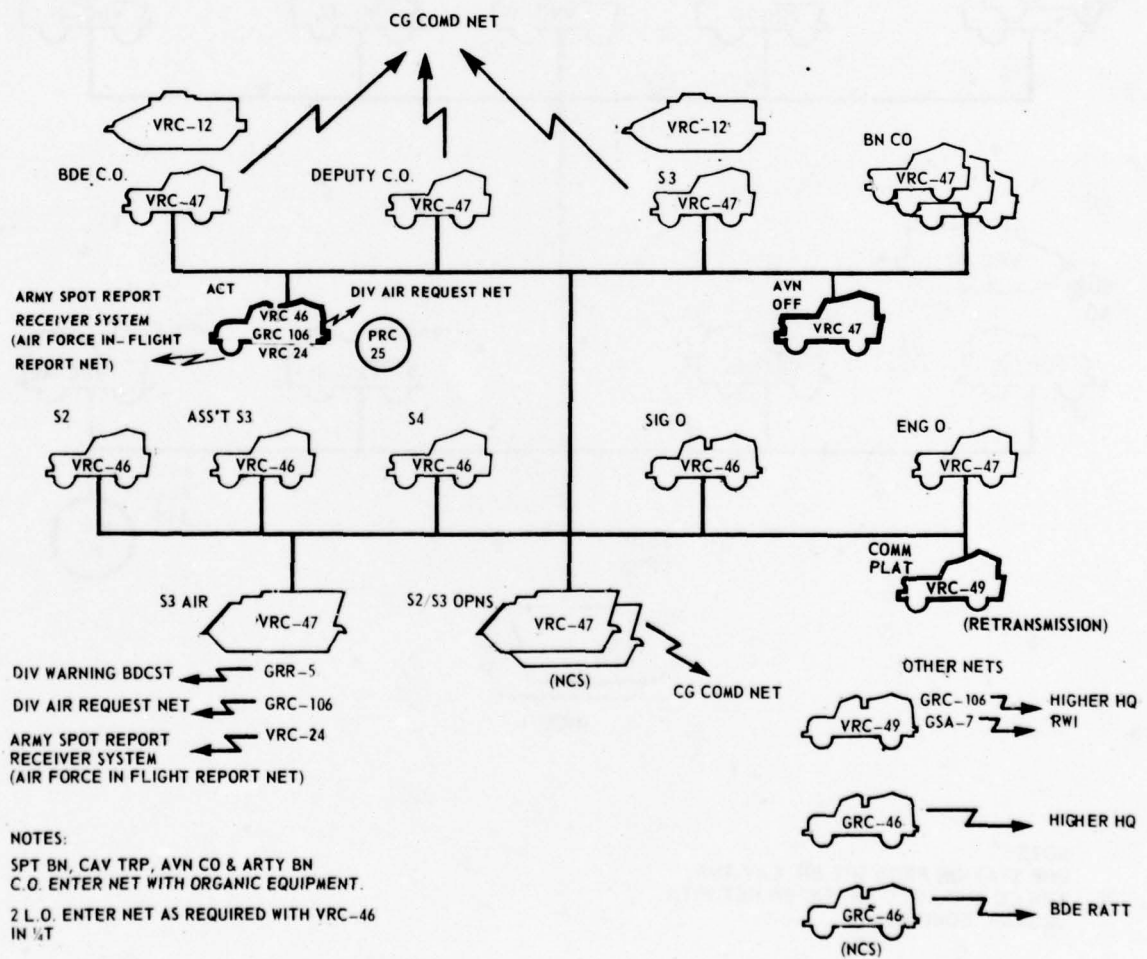 CG COMD NET
VRC-12
VRC-12
BDE C.O.
VRC-47
DEPUTY C.O.
VRC-47
S3
VRC-47
BN CO
VRC-47
ARMY SPOT REPORT
RECEIVER SYSTEM
(AIR FORCE IN-FLIGHT
REPORT NET)
ACT
VRC 46
GRC 106
VRC 24
DIV AIR REQUEST NET
PRC
25
AVN
OFF
VRC 47
S2
VRC-46
ASS'T S3
VRC-46
S4
VRC-46
SIG O
VRC-46
ENG O
VRC-47
COMM
PLAT
VRC-49
(RETRANSMISSION)
S3 AIR
VRC-47
S2/S3 OPNS
VRC-47
(NCS)
CG COMD NET
DIV WARNING BDCST
GRR-5
DIV AIR REQUEST NET
GRC-106
ARMY SPOT REPORT
RECEIVER SYSTEM
(AIR FORCE IN FLIGHT REPORT NET)
VRC-24
OTHER NETS
VRC-49
GRC-106
HIGHER HQ
GSA-7
RWI
GRC-46
HIGHER HQ
GRC-46
BDE RATT
(NCS)
NOTES:
SPT BN, CAV TRP, AVN CO & ARTY BN
C.O. ENTER NET WITH ORGANIC EQUIPMENT.
2 L.O. ENTER NET AS REQUIRED WITH VRC-46
IN ¼T